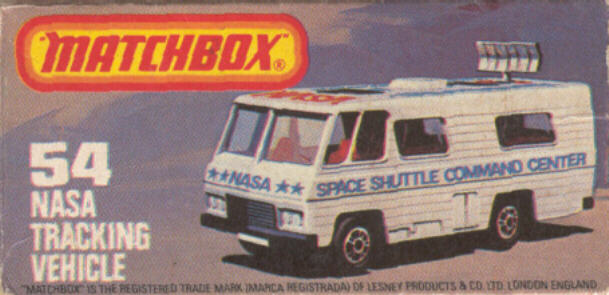 "MATCHBOX"®
54
NASA
TRACKING
VEHICLE
NASA
★★NASA★★
SPACE SHUTTLE COMMAND CENTER
"MATCHBOX" IS THE REGISTERED TRADE MARK (MARCA REGISTRADA) OF LESNEY PRODUCTS & CO. LTD. LONDON ENGLAND